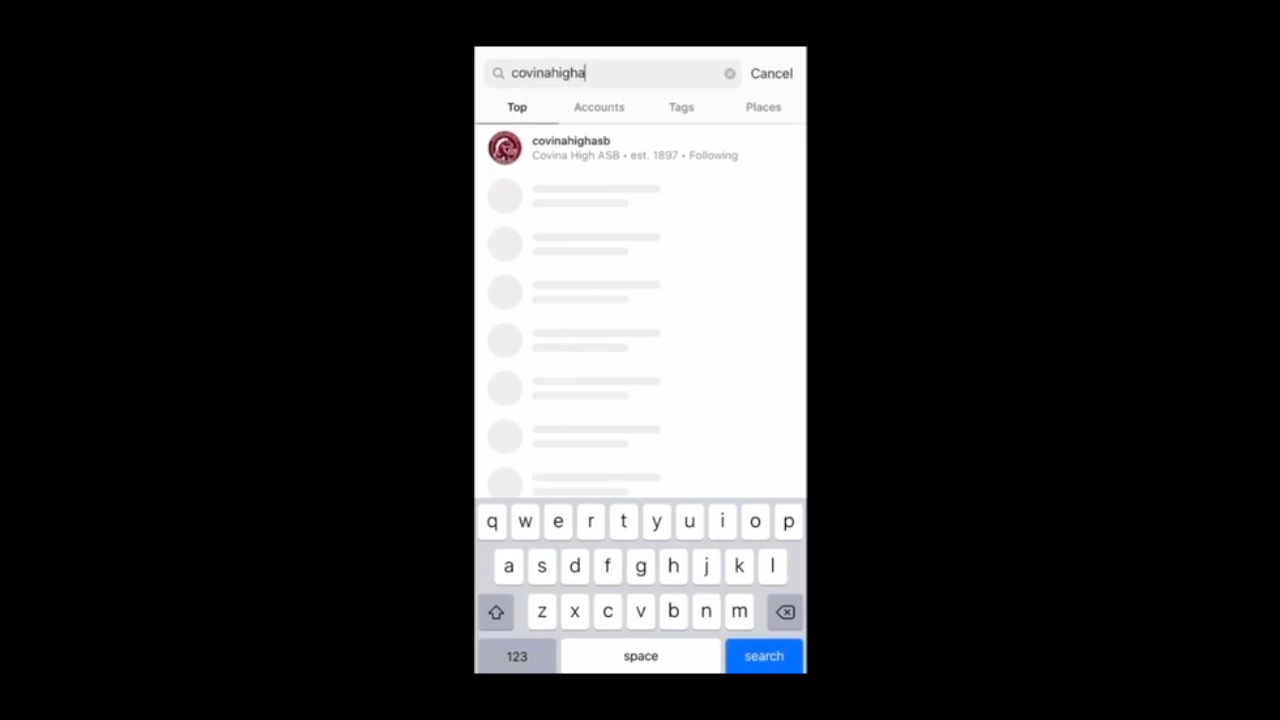 covinahigha
Cancel
Top Accounts Tags Places
covinahighasb
Covina High ASB • est. 1897 • Following
q w e r t y u i o p
a s d f g h j k l
z x c v b n m
123 space search